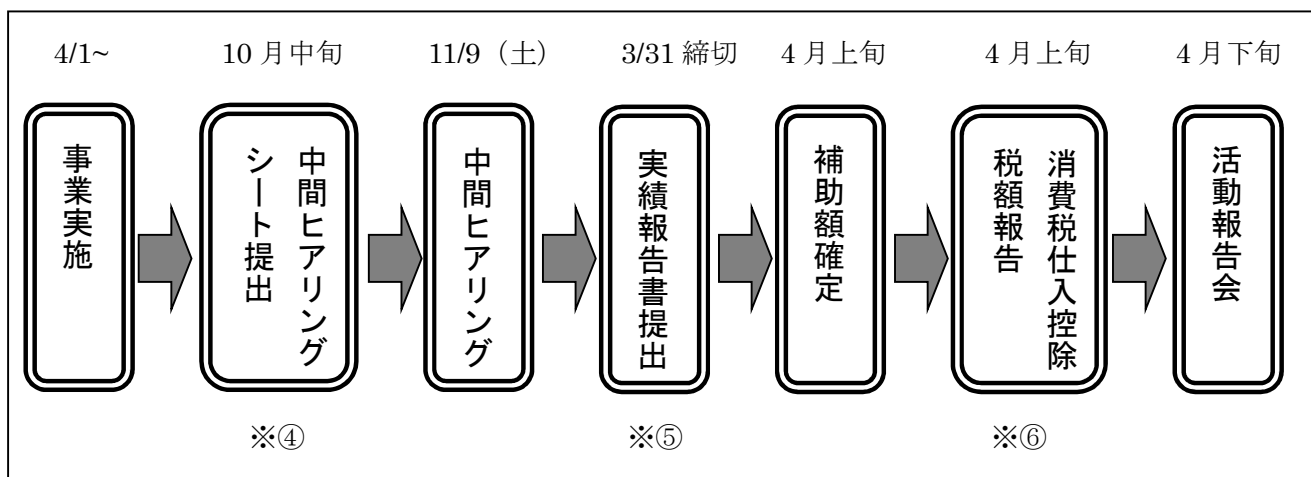 4/1~
10 月中旬
11/9（土）
3/31 締切
4 月上旬
4 月上旬
4 月下旬
事業実施
中間ヒアリング
シート提出
中間ヒアリング
実績報告書提出
補助額確定
消費税仕入控除
税額報告
活動報告会
※④
※⑤
※⑥